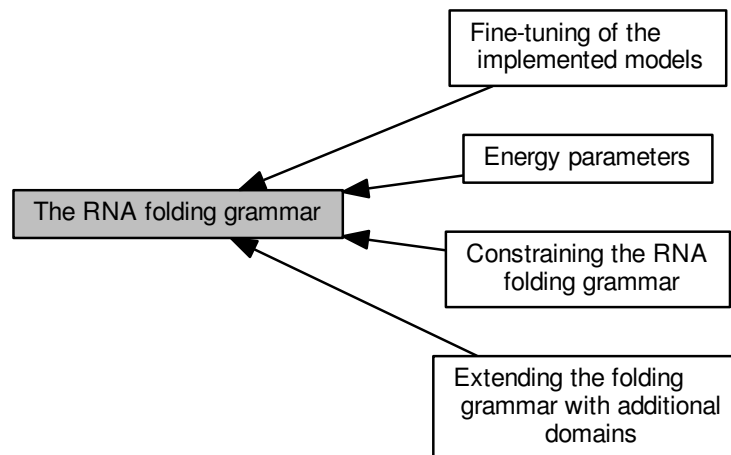 Fine-tuning of the
implemented models
Energy parameters
The RNA folding grammar
Constraining the RNA
folding grammar
Extending the folding
grammar with additional
domains